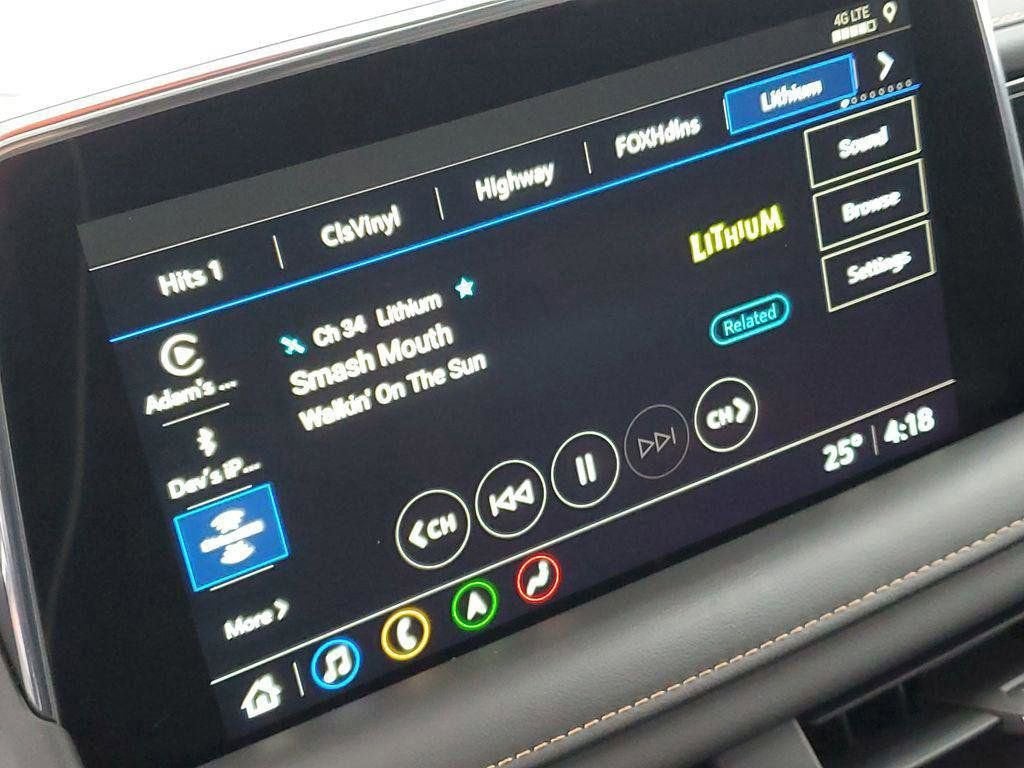 4G LTE
Hits 1
ClsVinyl
Highway
FOXHdlns
Lithium
Adam's ...
Dev's iP...
More
Ch 34 Lithium
Smash Mouth
Walkin' On The Sun
LiTHiUM
Related
Sound
Browse
Settings
CH
CH
25° 4:18